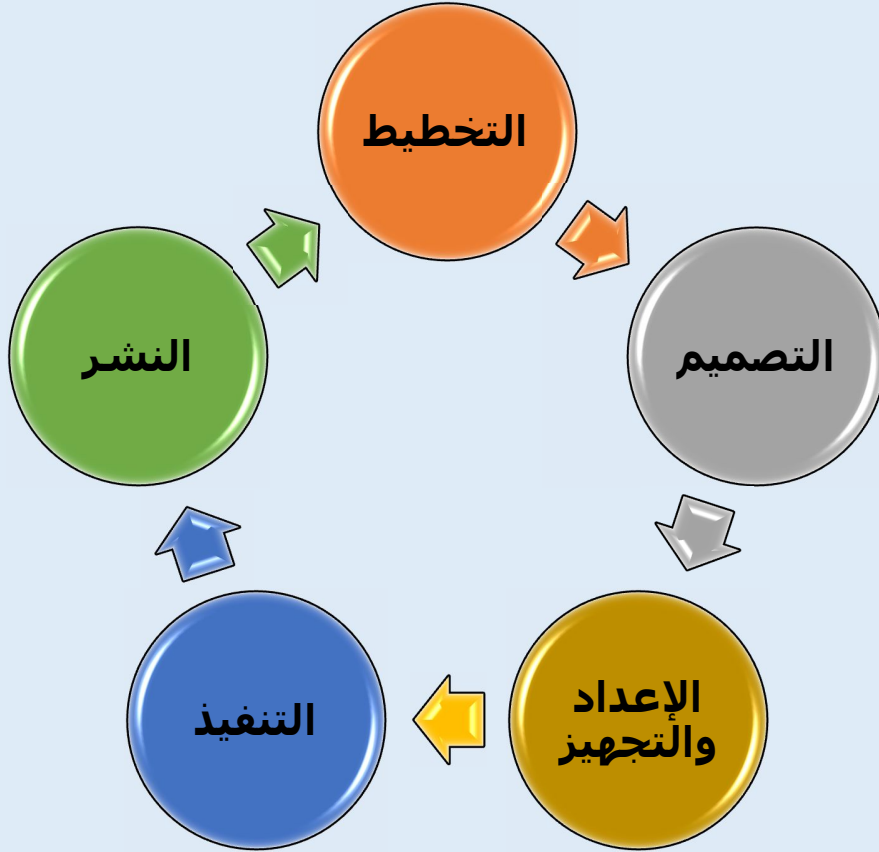 التخطيط
التصميم
الإعداد
والتجهيز
التنفيذ
النشر